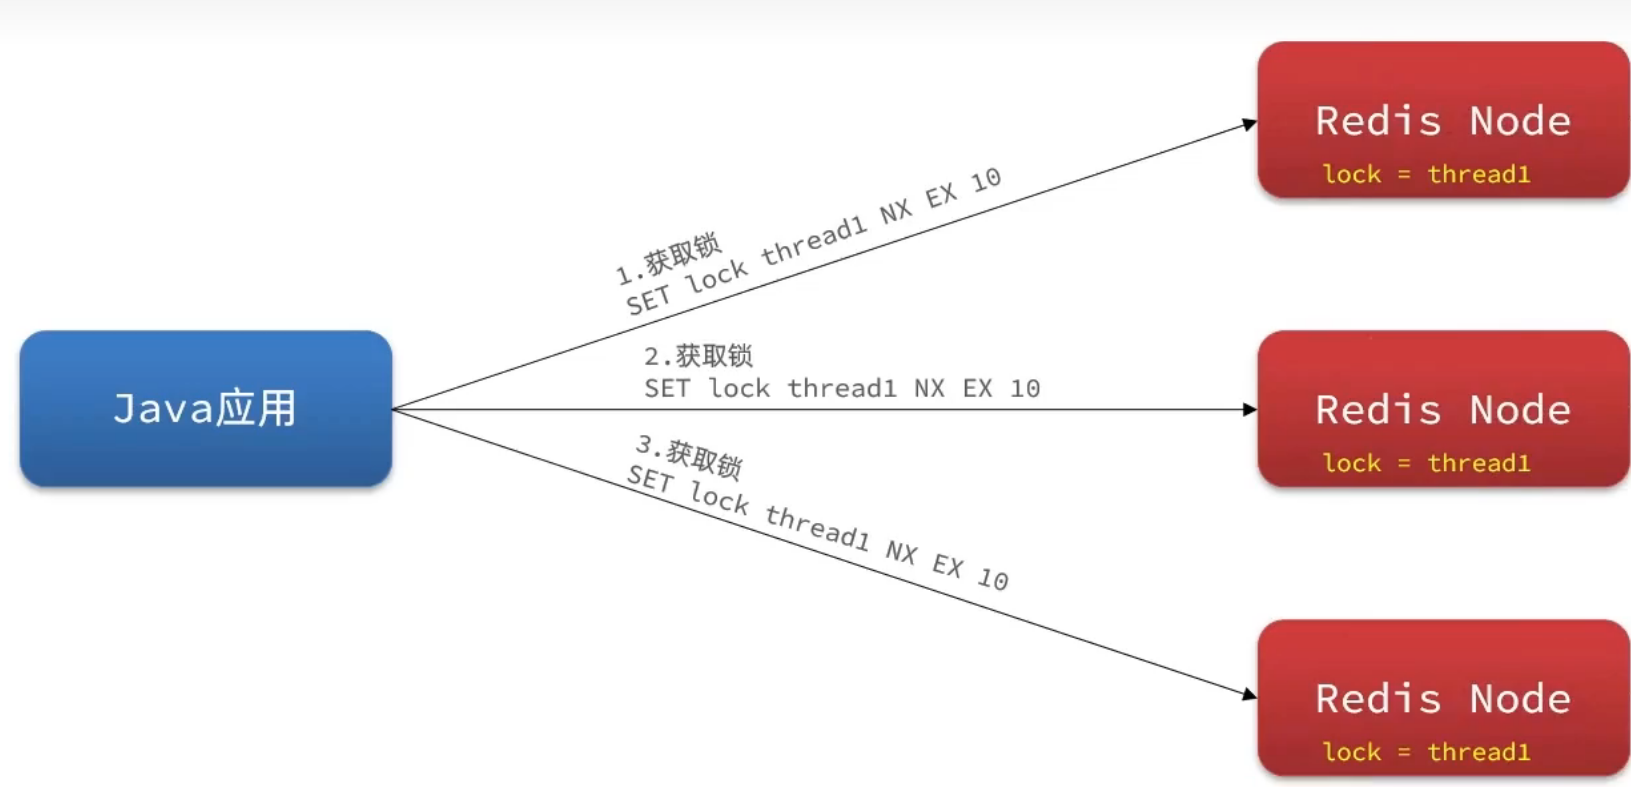 Redis Node
lock = thread1
1.获取锁
SET lock thread1 NX EX 10
2.获取锁
SET lock thread1 NX EX 10
Java应用
Redis Node
lock = thread1
3.获取锁
SET lock thread1 NX EX 10
Redis Node
lock = thread1